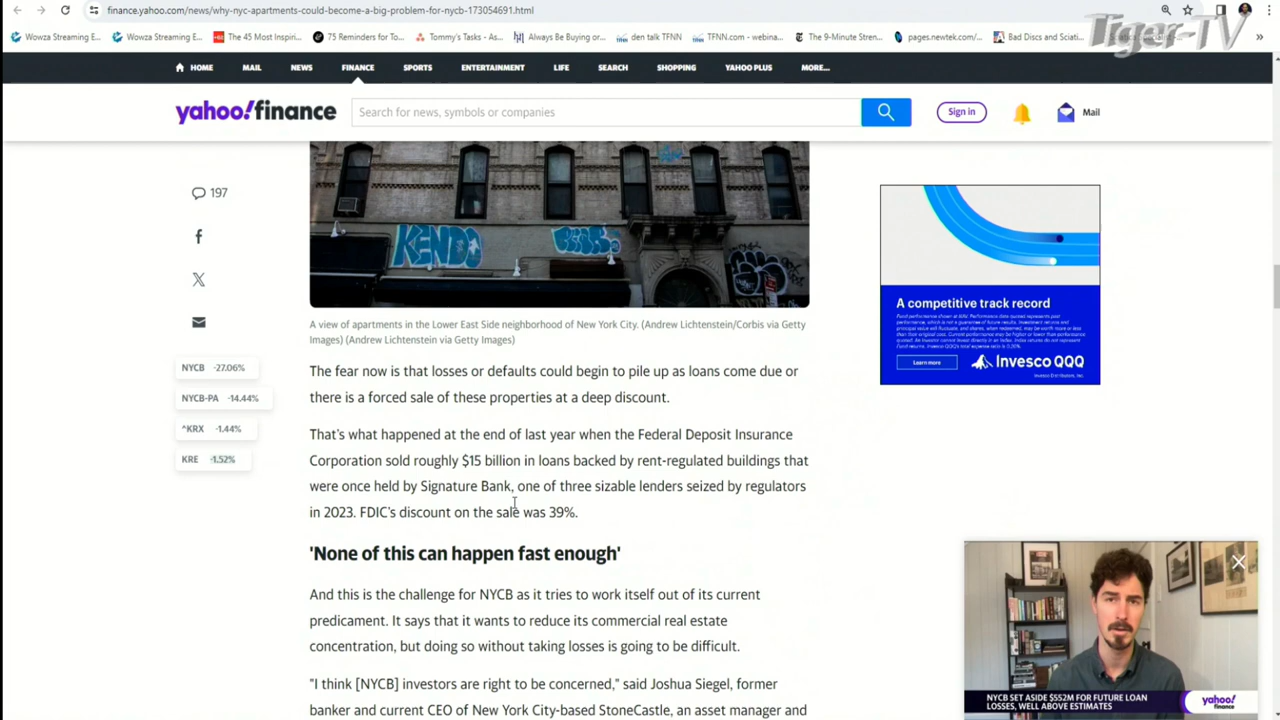 finance.yahoo.com/news/why-nyc-apartments-could-become-a-big-problem-for-nycb-173054691.html
Wowza Streaming E... Wowza Streaming E... The 45 Most Inspiri... 75 Reminders for To... Tommy's Tasks - As... Always Be Buying or... den talk TFNN TFNN.com - webina... The 9-Minute Stren... pages.newtek.com/... Bad Discs and Sciati...
Tiger-TV
HOME MAIL NEWS FINANCE SPORTS ENTERTAINMENT LIFE SEARCH SHOPPING YAHOO PLUS MORE...
yahoo!finance Search for news, symbols or companies Sign in Mail
197
KENDO
A view of apartments in the Lower East Side neghborhood of New York City. (Andrew Lichtenstein/Corbis via Getty
Images) (Andrew Lichtenstein via Getty Images)
NYCB -27.06%
NYCB-PA -14.44%
^KRX -1.44%
KRE -1.52%
The fear now is that losses or defaults could begin to pile up as loans come due or
there is a forced sale of these properties at a deep discount.
That's what happened at the end of last year when the Federal Deposit Insurance
Corporation sold roughly $15 billion in loans backed by rent-regulated buildings that
were once held by Signature Bank, one of three sizable lenders seized by regulators
in 2023. FDIC's discount on the sale was 39%.
'None of this can happen fast enough'
And this is the challenge for NYCB as it tries to work itself out of its current
predicament. It says that it wants to reduce its commercial real estate
concentration, but doing so without taking losses is going to be difficult.
"I think [NYCB] investors are right to be concerned," said Joshua Siegel, former
banker and current CEO of New York City-based StoneCastle, an asset manager and
A competitive track record
Learn more
Invesco QQQ
Invesco Distributors, Inc.
NYCB SET ASIDE $552M FOR FUTURE LOAN
LOSSES, WELL ABOVE ESTIMATES
yahoo!
finance